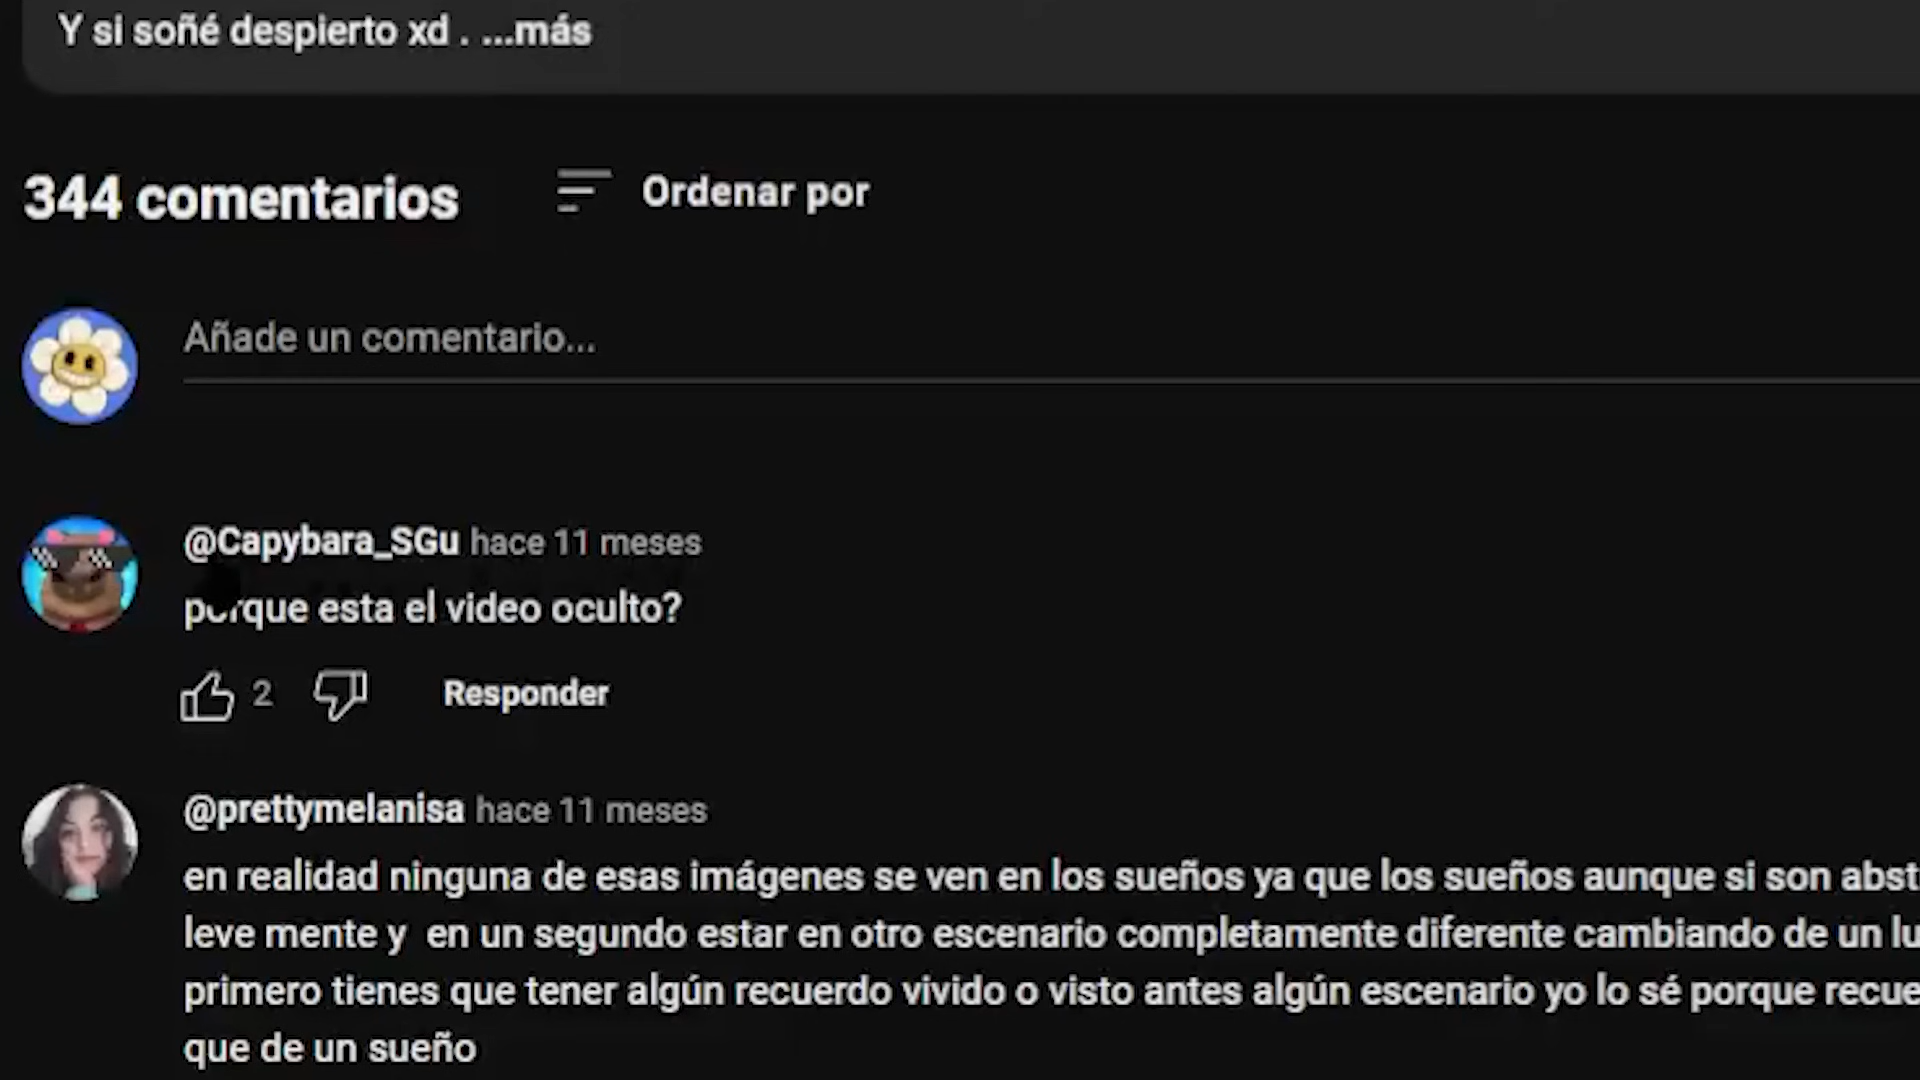 Y si soñé despierto xd . ...más
344 comentarios
Ordenar por
Añade un comentario...
@Capybara_SGu hace 11 meses
porque esta el video oculto?
2
Responder
@prettymelanisa hace 11 meses
en realidad ninguna de esas imágenes se ven en los sueños ya que los sueños aunque si son abst
leve mente y en un segundo estar en otro escenario completamente diferente cambiando de un lu
primero tienes que tener algún recuerdo vivido o visto antes algún escenario yo lo sé porque recue
que de un sueño